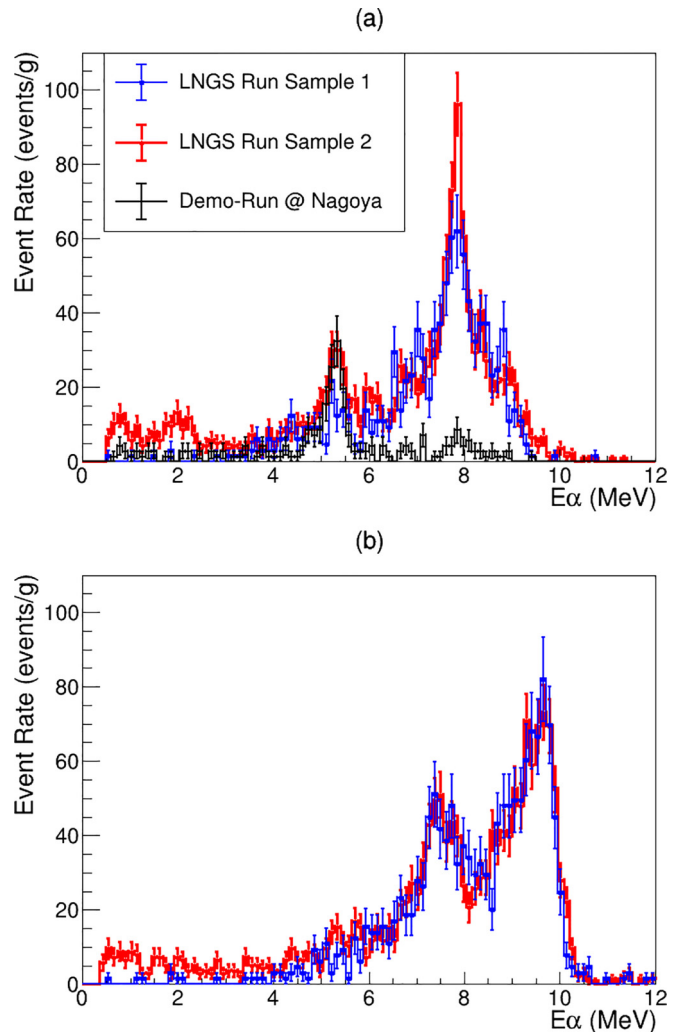 (a)
Event Rate (events/g)
100
80
60
40
20
0
LNGS Run Sample 1
LNGS Run Sample 2
Demo-Run @ Nagoya
0 2 4 6 8 10 12
Eα (MeV)
(b)
Event Rate (events/g)
100
80
60
40
20
0
0 2 4 6 8 10 12
Eα (MeV)